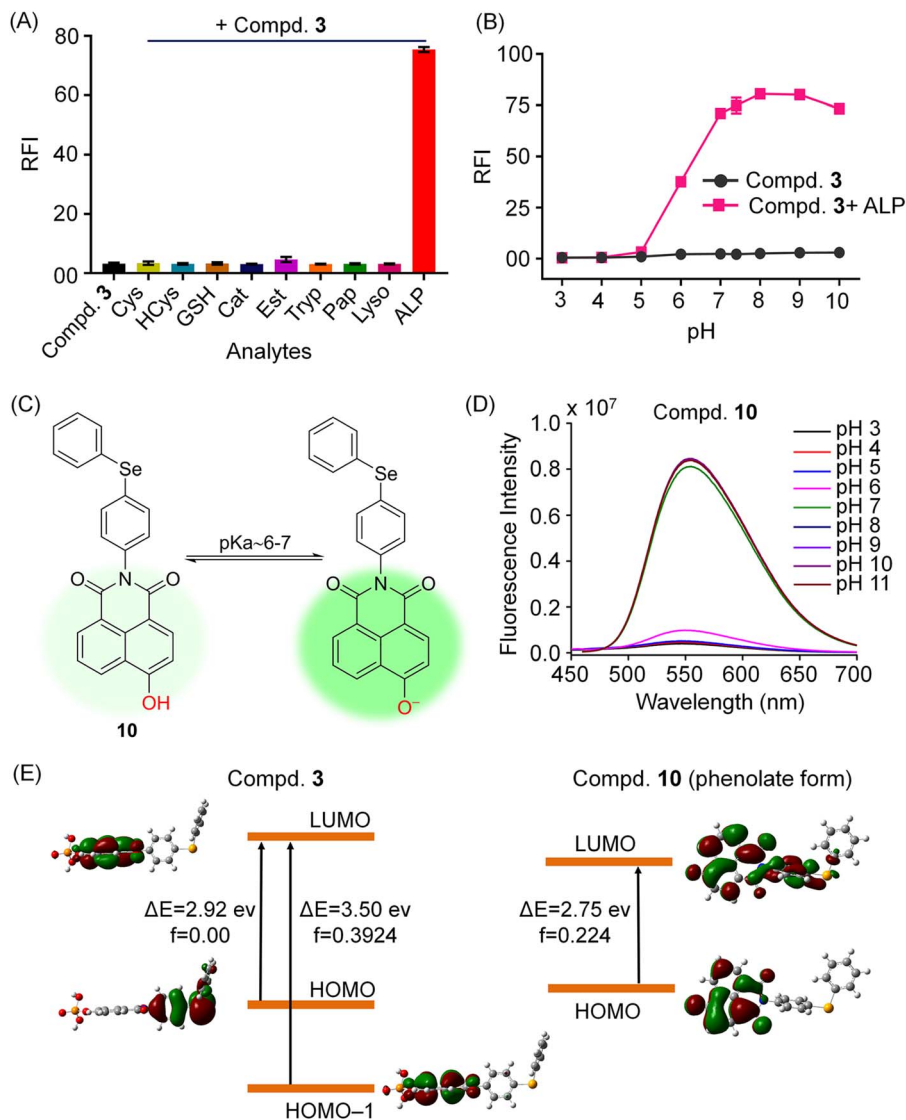 (A)
+ Compd. 3
80
60
40
20
00
RFI
Compd. 3
Cys
HCys
GSH
Cat
Est
Tryp
Pap
Lyso
ALP
Analytes
(B)
100
75
50
25
00
RFI
Compd. 3
Compd. 3+ ALP
3 4 5 6 7 8 9 10
pH
(C)
Se
N
O O
OH
10
pKa~6-7
Se
N
O O
O−
(D)
x 10⁷
Compd. 10
1.0
0.8
0.6
0.4
0.2
0.0
Fluorescence Intensity
pH 3
pH 4
pH 5
pH 6
pH 7
pH 8
pH 9
pH 10
pH 11
450 500 550 600 650 700
Wavelength (nm)
(E)
Compd. 3
LUMO
ΔE=2.92 ev
f=0.00
ΔE=3.50 ev
f=0.3924
HOMO
HOMO–1
Compd. 10 (phenolate form)
LUMO
ΔE=2.75 ev
f=0.224
HOMO